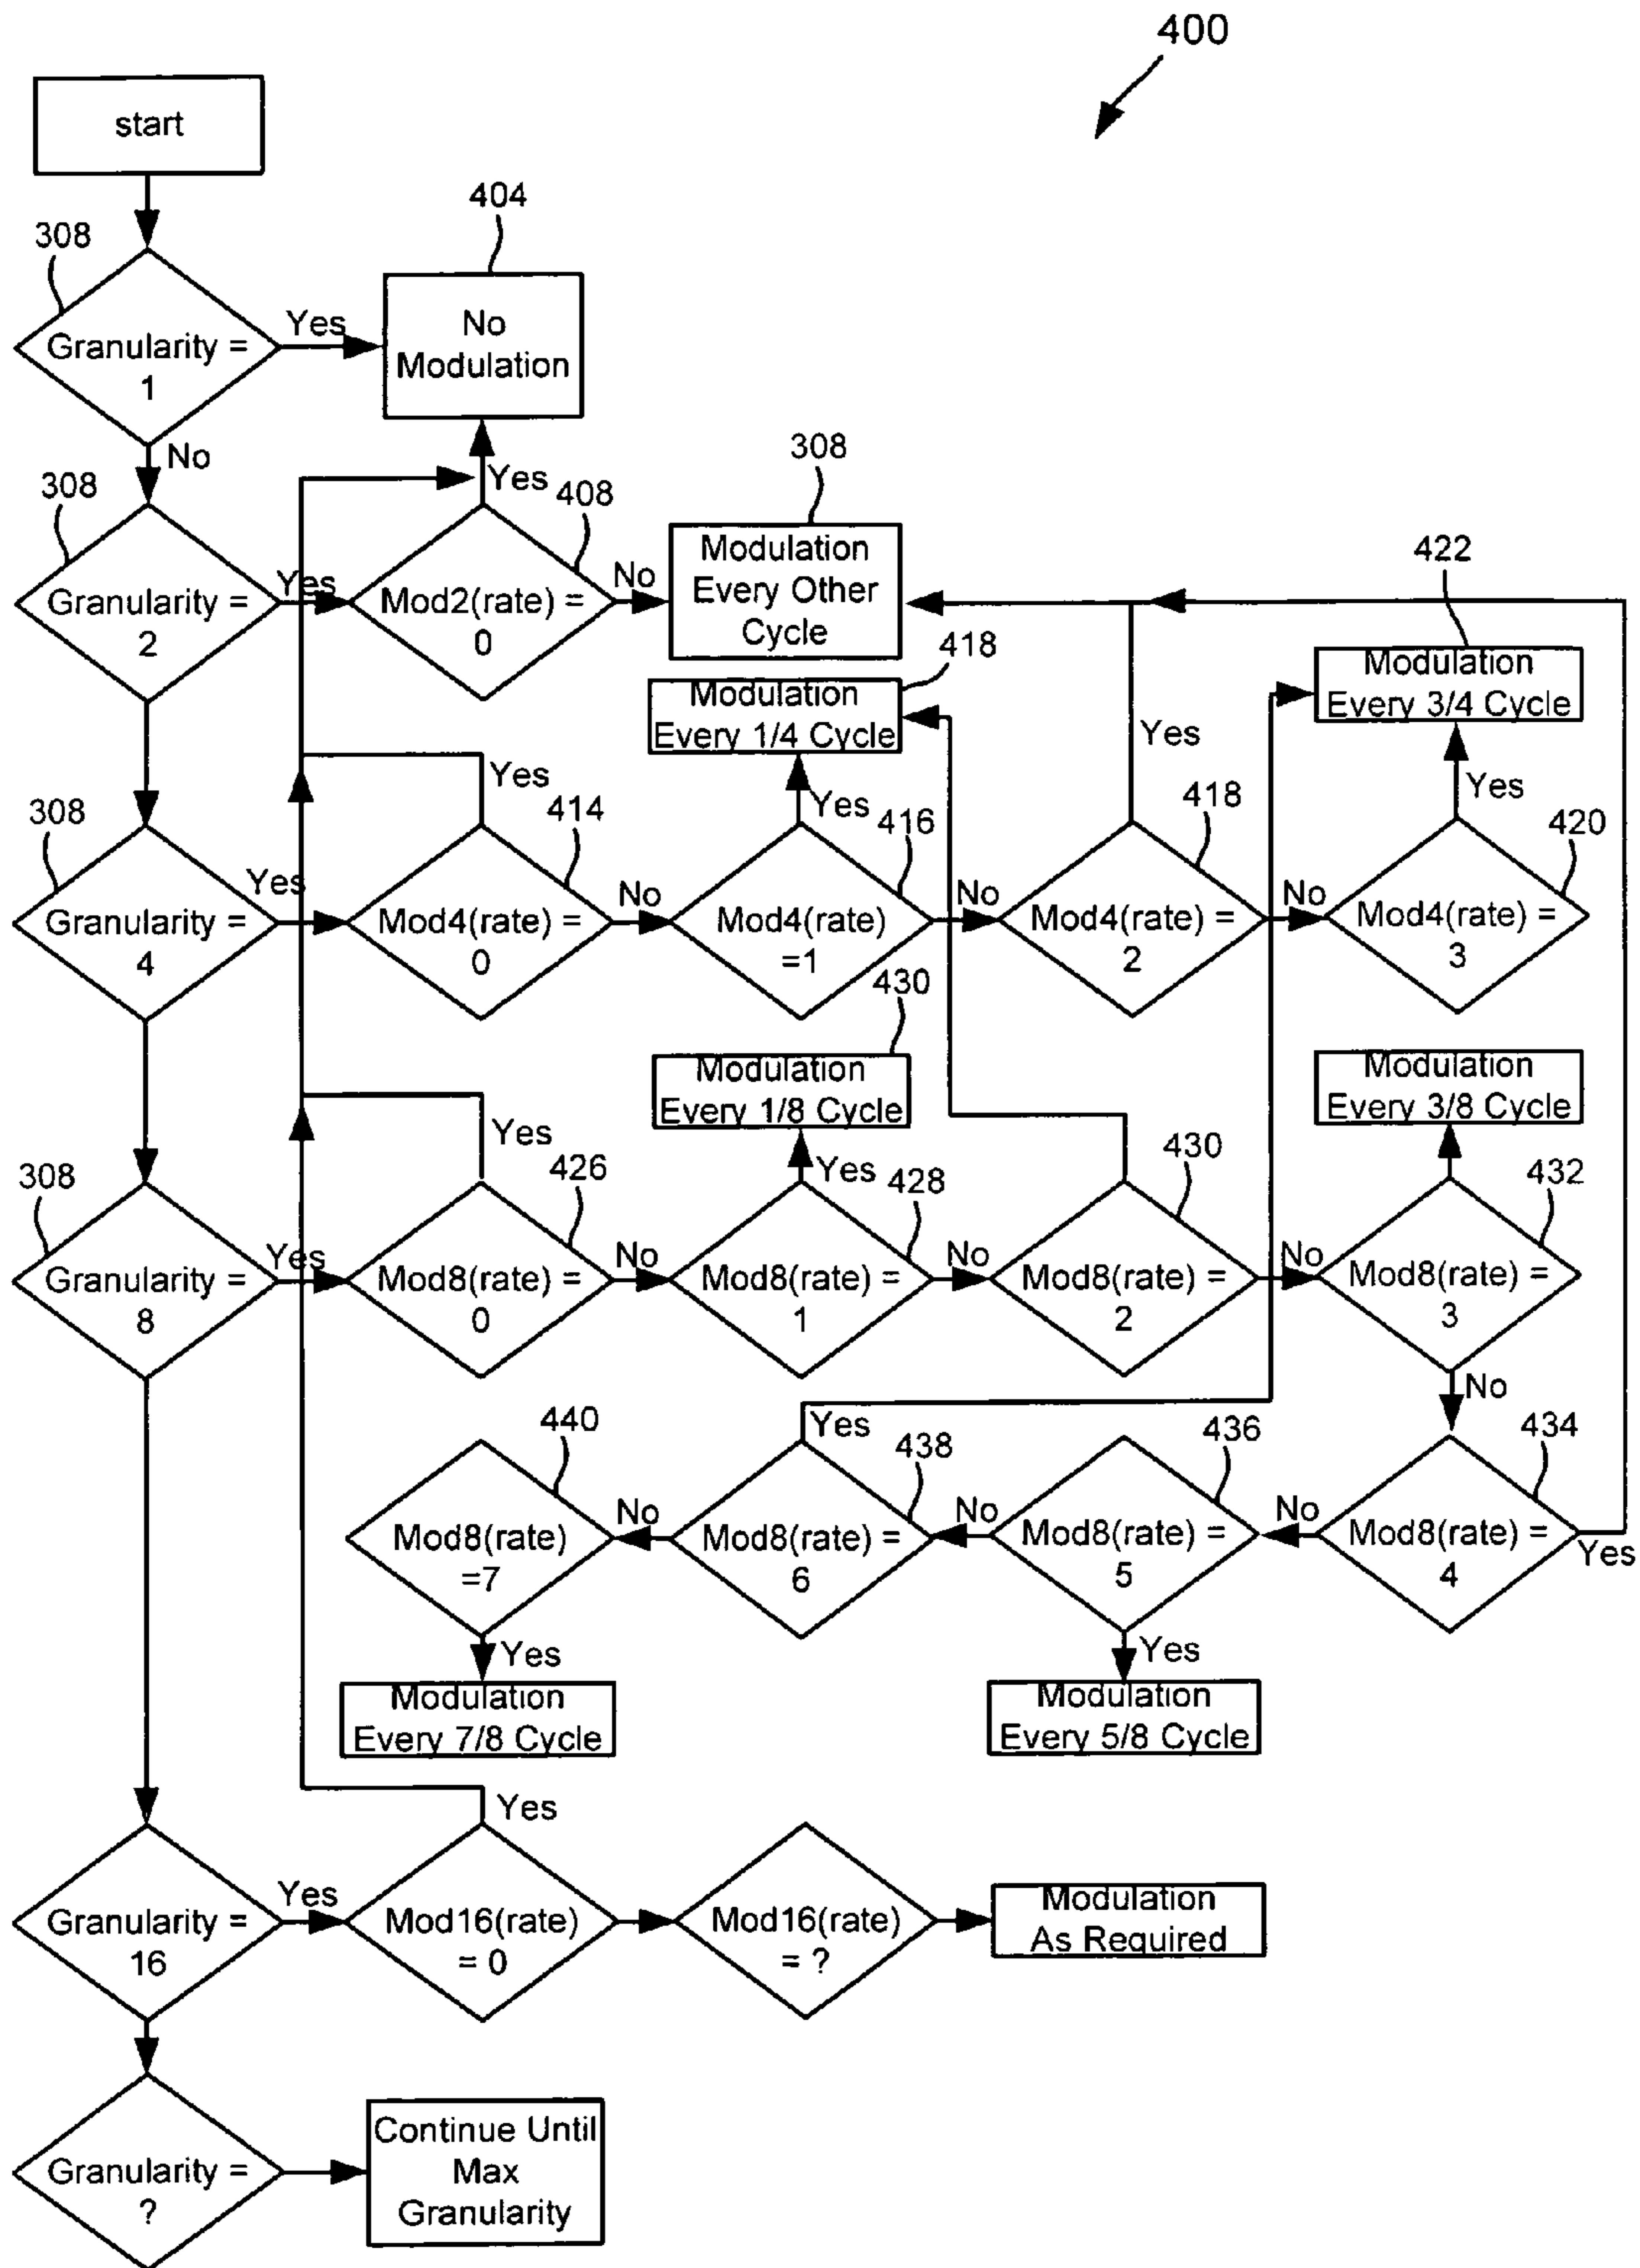 400
start
404
308
Granularity =
1
Yes
No
Modulation
No
308
308
Yes
408
Granularity =
2
Yes
Mod2(rate) =
0
No
Modulation
Every Other
Cycle
422
418
Modulation
Every 1/4 Cycle
Modulation
Every 3/4 Cycle
Yes
308
Yes
414
Yes
416
418
Yes
420
Granularity =
4
Yes
Mod4(rate) =
0
No
Mod4(rate)
=1
No
Mod4(rate) =
2
No
Mod4(rate) =
3
430
Modulation
Every 1/8 Cycle
Modulation
Every 3/8 Cycle
308
Yes
426
Yes
428
430
432
Granularity =
8
Yes
Mod8(rate) =
0
No
Mod8(rate) =
1
No
Mod8(rate) =
2
No
Mod8(rate) =
3
No
440
Yes
438
436
434
Mod8(rate)
=7
No
Mod8(rate) =
6
No
Mod8(rate) =
5
No
Mod8(rate) =
4
Yes
Yes
Yes
Modulation
Every 7/8 Cycle
Modulation
Every 5/8 Cycle
Yes
Granularity =
16
Yes
Mod16(rate)
= 0
Mod16(rate)
= ?
Modulation
As Required
Granularity =
?
Continue Until
Max
Granularity